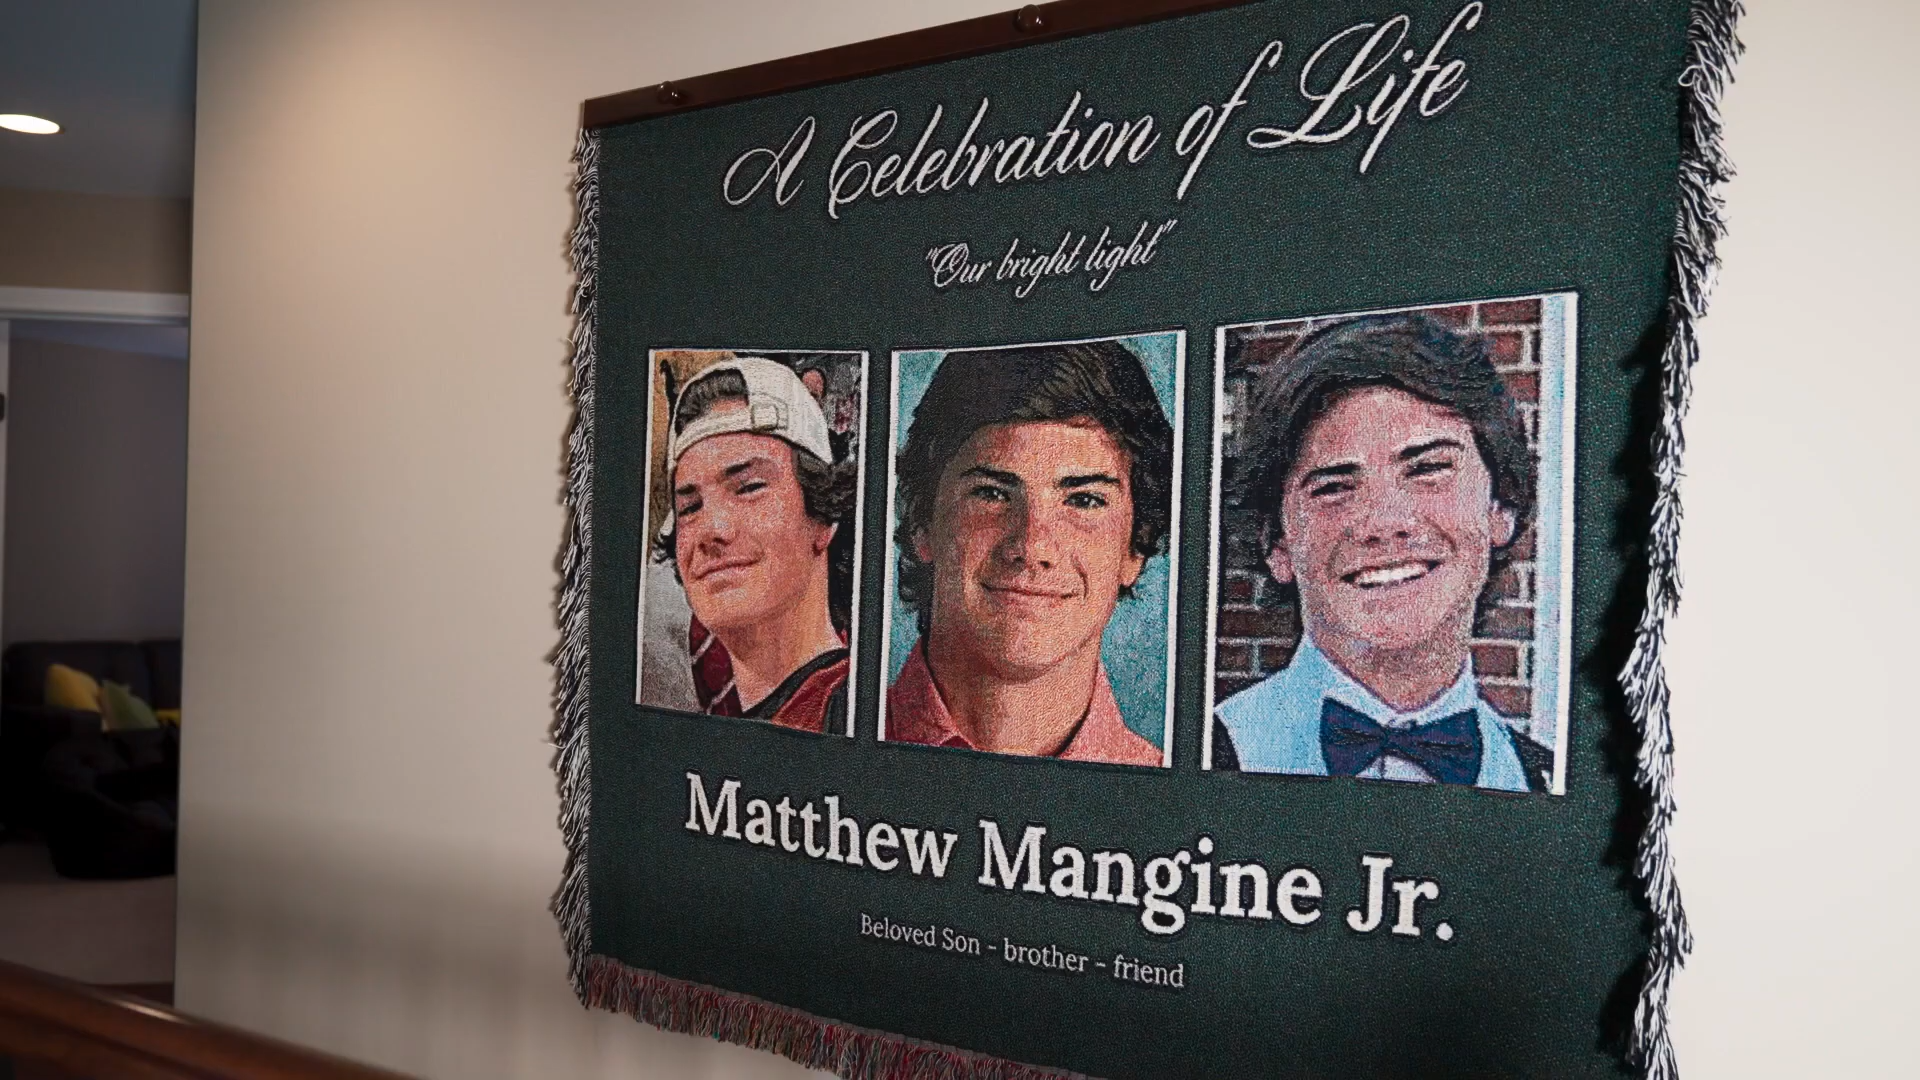 A Celebration of Life
"Our bright light"
Matthew Mangine Jr.
Beloved Son - brother - friend